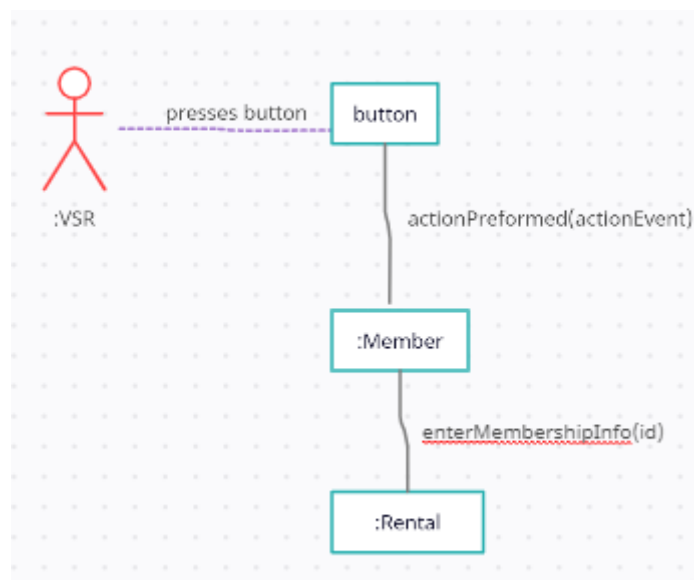 presses button
button
:VSR
actionPreformed(actionEvent)
:Member
enterMembershipInfo(id)
:Rental